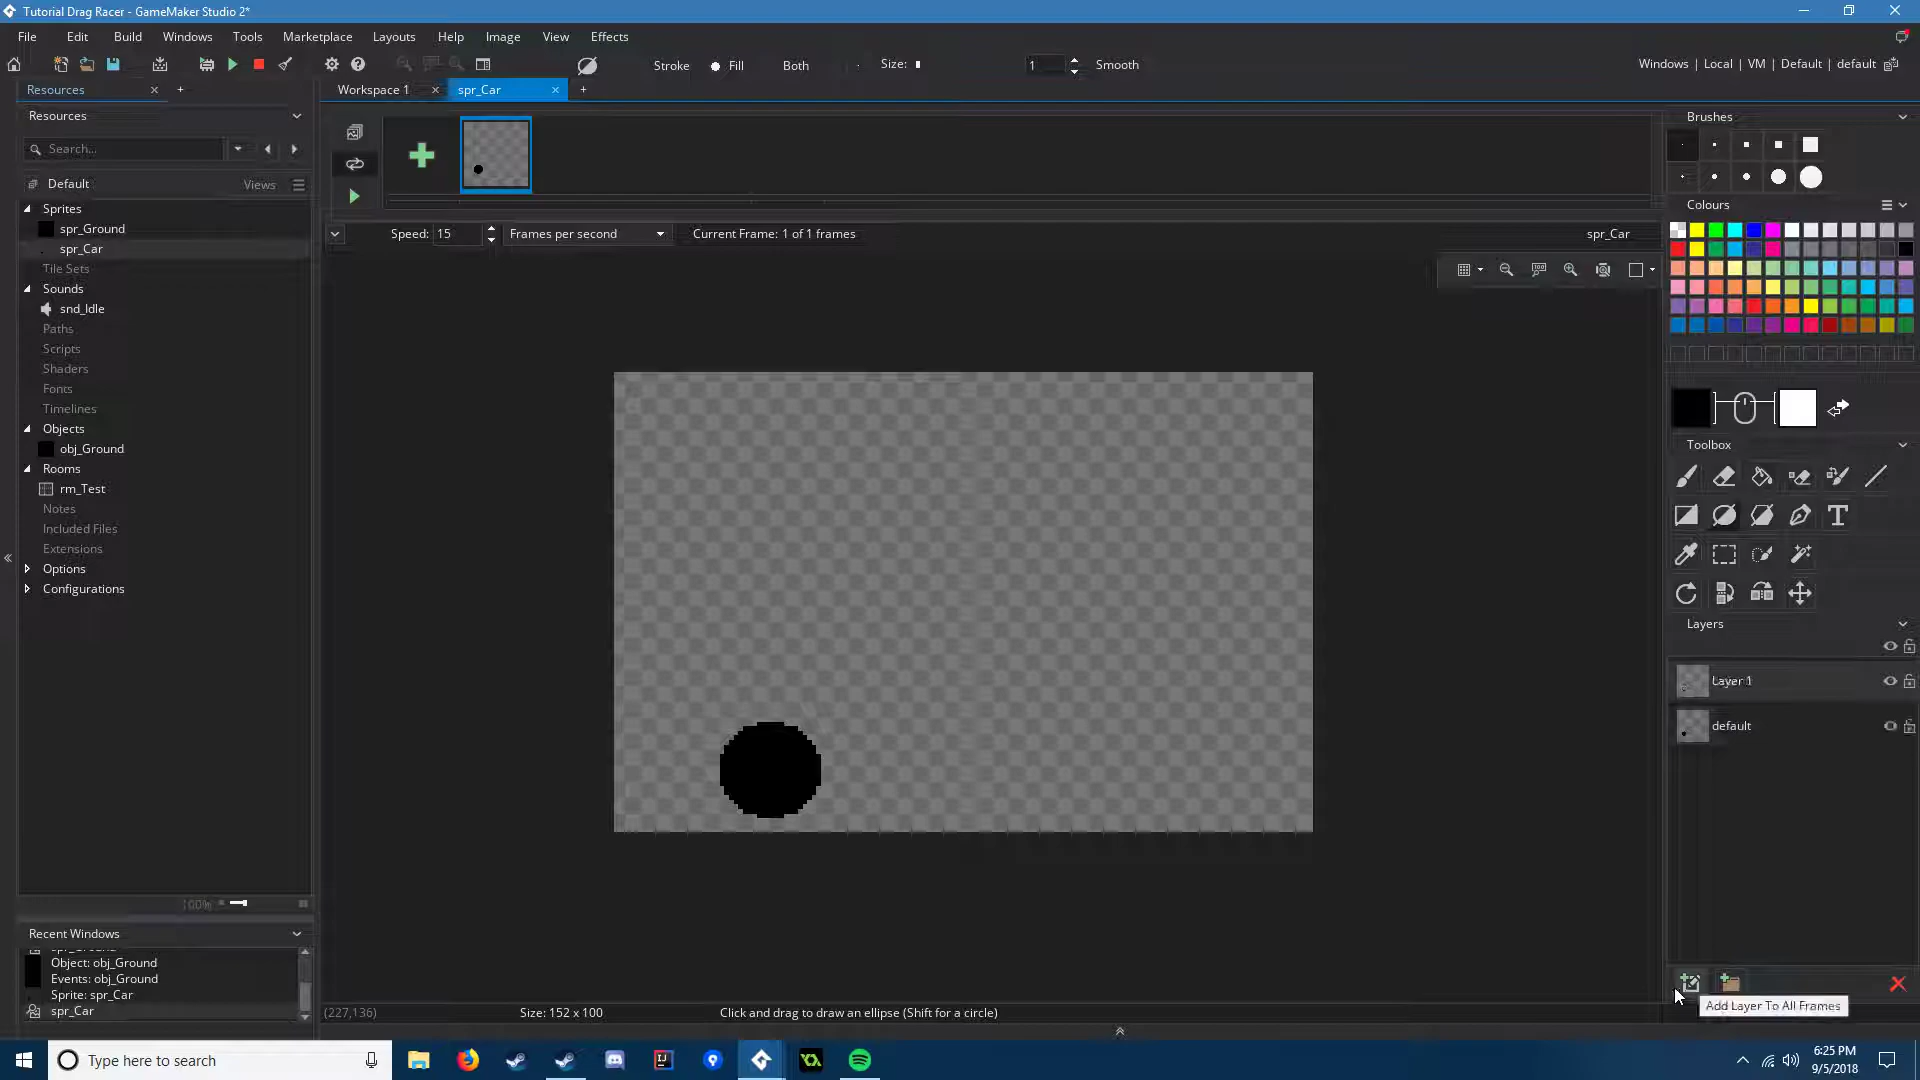 Tutorial Drag Racer - GameMaker Studio 2*
File Edit Build Windows Tools Marketplace Layouts Help Image View Effects
Stroke Fill Both Size: 1 Smooth
Windows | Local | VM | Default | default
Resources
Workspace 1
spr_Car
Resources
Search...
Default
Views
Sprites
spr_Ground
spr_Car
Tile Sets
Sounds
snd_Idle
Paths
Scripts
Shaders
Fonts
Timelines
Objects
obj_Ground
Rooms
rm_Test
Notes
Included Files
Extensions
Options
Configurations
100%
Recent Windows
spr_Ground
Object: obj_Ground
Events: obj_Ground
Sprite: spr_Car
spr_Car
Speed: 15 Frames per second Current Frame: 1 of 1 frames spr_Car
(227,136) Size: 152 x 100 Click and drag to draw an ellipse (Shift for a circle)
Brushes
Colours
Toolbox
T
Layers
Layer 1
default
Add Layer To All Frames
Type here to search
6:25 PM
9/5/2018